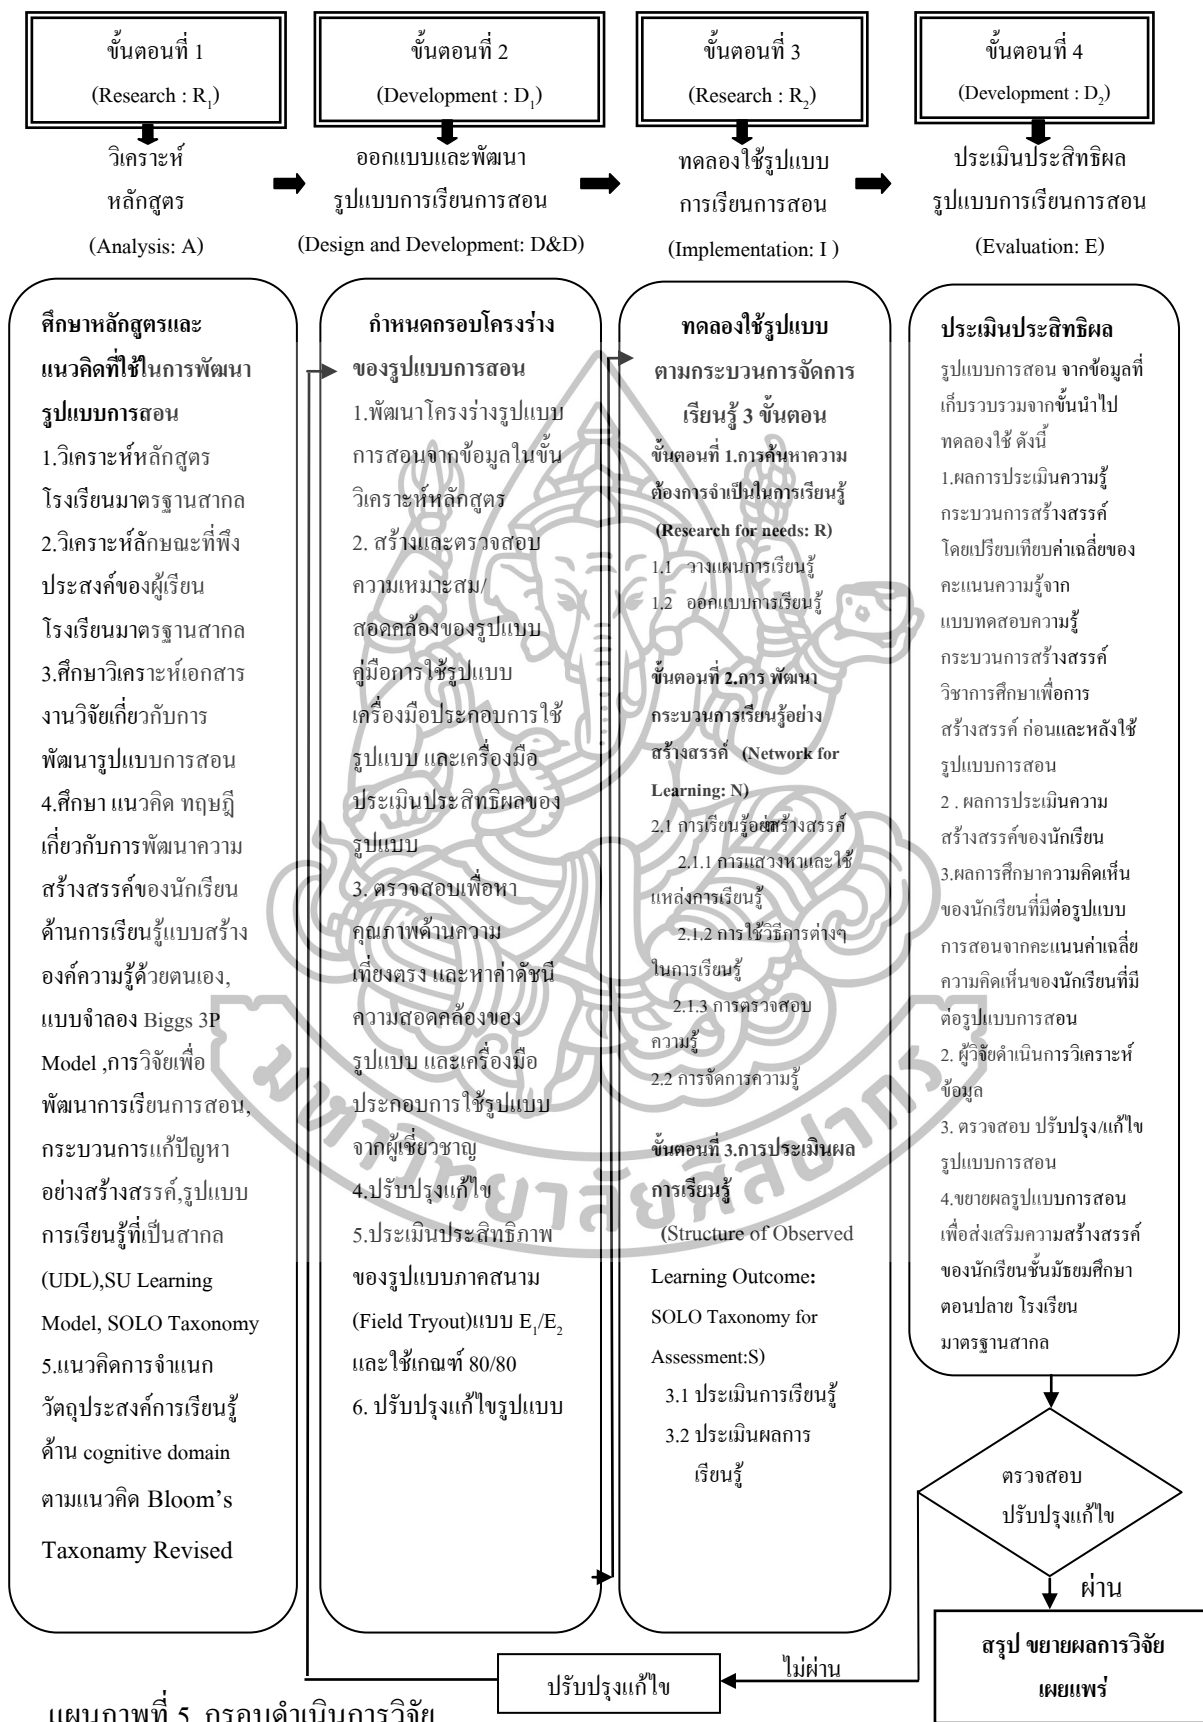 ขั้นตอนที่ 1
(Research : R1)
วิเคราะห์
หลักสูตร
(Analysis: A)
ขั้นตอนที่ 2
(Development : D1)
ออกแบบและพัฒนา
รูปแบบการเรียนการสอน
(Design and Development: D&D)
ขั้นตอนที่ 3
(Research : R2)
ทดลองใช้รูปแบบ
การเรียนการสอน
(Implementation: I )
ขั้นตอนที่ 4
(Development : D2)
ประเมินประสิทธิผล
รูปแบบการเรียนการสอน
(Evaluation: E)
ศึกษาหลักสูตรและ
แนวคิดที่ใช้ในการพัฒนา
รูปแบบการสอน
1.วิเคราะห์หลักสูตร
โรงเรียนมาตรฐานสากล
2.วิเคราะห์ลักษณะที่พึง
ประสงค์ของผู้เรียน
โรงเรียนมาตรฐานสากล
3.ศึกษาวิเคราะห์เอกสาร
งานวิจัยเกี่ยวกับการ
พัฒนารูปแบบการสอน
4.ศึกษา แนวคิด ทฤษฎี
เกี่ยวกับการพัฒนาความ
สร้างสรรค์ของนักเรียน
ด้านการเรียนรู้แบบสร้าง
องค์ความรู้ด้วยตนเอง,
แบบจำลอง Biggs 3P
Model ,การวิจัยเพื่อ
พัฒนาการเรียนการสอน,
กระบวนการแก้ปัญหา
อย่างสร้างสรรค์,รูปแบบ
การเรียนรู้ที่เป็นสากล
(UDL),SU Learning
Model, SOLO Taxonomy
5.แนวคิดการจำแนก
วัตถุประสงค์การเรียนรู้
ด้าน cognitive domain
ตามแนวคิด Bloom’s
Taxonamy Revised
กำหนดกรอบโครงร่าง
ของรูปแบบการสอน
1.พัฒนาโครงร่างรูปแบบ
การสอนจากข้อมูลในขั้น
วิเคราะห์หลักสูตร
2. สร้างและตรวจสอบ
ความเหมาะสม/
สอดคล้องของรูปแบบ
คู่มือการใช้รูปแบบ
เครื่องมือประกอบการใช้
รูปแบบ และเครื่องมือ
ประเมินประสิทธิผลของ
รูปแบบ
3. ตรวจสอบเพื่อหา
คุณภาพด้านความ
เที่ยงตรง และหาค่าดัชนี
ความสอดคล้องของ
รูปแบบ และเครื่องมือ
ประกอบการใช้รูปแบบ
จากผู้เชี่ยวชาญ
4.ปรับปรุงแก้ไข
5.ประเมินประสิทธิภาพ
ของรูปแบบภาคสนาม
(Field Tryout)แบบ E1/E2
และใช้เกณฑ์ 80/80
6. ปรับปรุงแก้ไขรูปแบบ
ทดลองใช้รูปแบบ
ตามกระบวนการจัดการ
เรียนรู้ 3 ขั้นตอน
ขั้นตอนที่ 1.การค้นหาความ
ต้องการจำเป็นในการเรียนรู้
(Research for needs: R)
1.1 วางแผนการเรียนรู้
1.2 ออกแบบการเรียนรู้
ขั้นตอนที่ 2.การ พัฒนา
กระบวนการเรียนรู้อย่าง
สร้างสรรค์ (Network for
Learning: N)
2.1 การเรียนรู้อย่างสร้างสรรค์
2.1.1 การแสวงหาและใช้
แหล่งการเรียนรู้
2.1.2 การใช้วิธีการต่างๆ
ในการเรียนรู้
2.1.3 การตรวจสอบ
ความรู้
2.2 การจัดการความรู้
ขั้นตอนที่ 3.การประเมินผล
การเรียนรู้
(Structure of Observed
Learning Outcome:
SOLO Taxonomy for
Assessment:S)
3.1 ประเมินการเรียนรู้
3.2 ประเมินผลการ
เรียนรู้
ประเมินประสิทธิผล
รูปแบบการสอน จากข้อมูลที่
เก็บรวบรวมจากขั้นนำไป
ทดลองใช้ ดังนี้
1.ผลการประเมินความรู้
กระบวนการสร้างสรรค์
โดยเปรียบเทียบค่าเฉลี่ยของ
คะแนนความรู้จาก
แบบทดสอบความรู้
กระบวนการสร้างสรรค์
วิชาการศึกษาเพื่อการ
สร้างสรรค์ ก่อนและหลังใช้
รูปแบบการสอน
2 . ผลการประเมินความ
สร้างสรรค์ของนักเรียน
3.ผลการศึกษาความคิดเห็น
ของนักเรียนที่มีต่อรูปแบบ
การสอนจากคะแนนค่าเฉลี่ย
ความคิดเห็นของนักเรียนที่มี
ต่อรูปแบบการสอน
2. ผู้วิจัยดำเนินการวิเคราะห์
ข้อมูล
3. ตรวจสอบ ปรับปรุง/แก้ไข
รูปแบบการสอน
4.ขยายผลรูปแบบการสอน
เพื่อส่งเสริมความสร้างสรรค์
ของนักเรียนชั้นมัธยมศึกษา
ตอนปลาย โรงเรียน
มาตรฐานสากล
ตรวจสอบ
ปรับปรุงแก้ไข
ผ่าน
สรุป ขยายผลการวิจัย
เผยแพร่
ไม่ผ่าน
ปรับปรุงแก้ไข
แผนภาพที่ 5 กรอบดำเนินการวิจัย
มหาวิทยาลัยศิลปากร